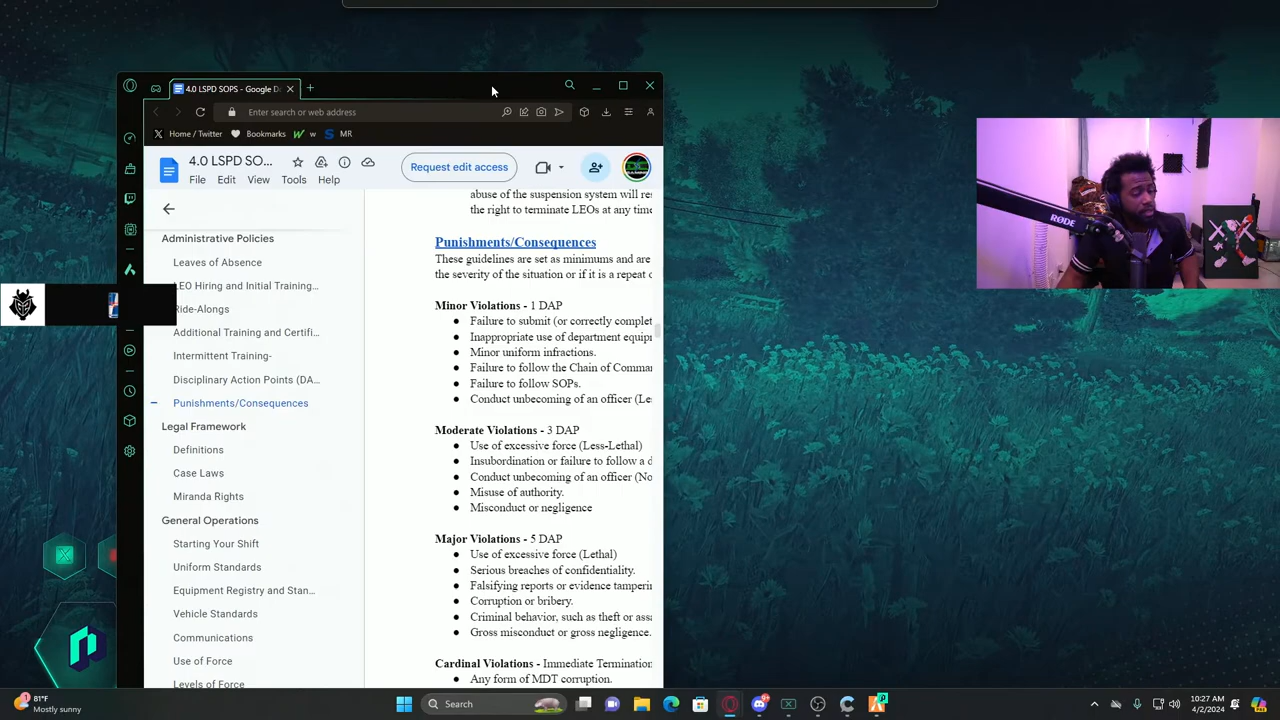 4.0 LSPD SOPS - Google Do
Enter search or web address
Home / Twitter
Bookmarks
w
MR
4.0 LSPD SO...
Request edit access
File Edit View Tools Help
abuse of the suspension system will res
the right to terminate LEOs at any time
Administrative Policies
Leaves of Absence
LEO Hiring and Initial Training...
Ride-Alongs
Additional Training and Certifi...
Intermittent Training-
Disciplinary Action Points (DA...
Punishments/Consequences
Legal Framework
Definitions
Case Laws
Miranda Rights
General Operations
Starting Your Shift
Uniform Standards
Equipment Registry and Stan...
Vehicle Standards
Communications
Use of Force
Levels of Force
Punishments/Consequences
These guidelines are set as minimums and are
the severity of the situation or if it is a repeat o
Minor Violations - 1 DAP
Failure to submit (or correctly complet
Inappropriate use of department equip
Minor uniform infractions.
Failure to follow the Chain of Comma
Failure to follow SOPs.
Conduct unbecoming of an officer (Le
Moderate Violations - 3 DAP
Use of excessive force (Less-Lethal)
Insubordination or failure to follow a d
Conduct unbecoming of an officer (No
Misuse of authority.
Misconduct or negligence
Major Violations - 5 DAP
Use of excessive force (Lethal)
Serious breaches of confidentiality.
Falsifying reports or evidence tamperin
Corruption or bribery.
Criminal behavior, such as theft or assa
Gross misconduct or gross negligence.
Cardinal Violations - Immediate Termination
Any form of MDT corruption.
RØDE
81°F
Mostly sunny
Search
10:27 AM
4/2/2024